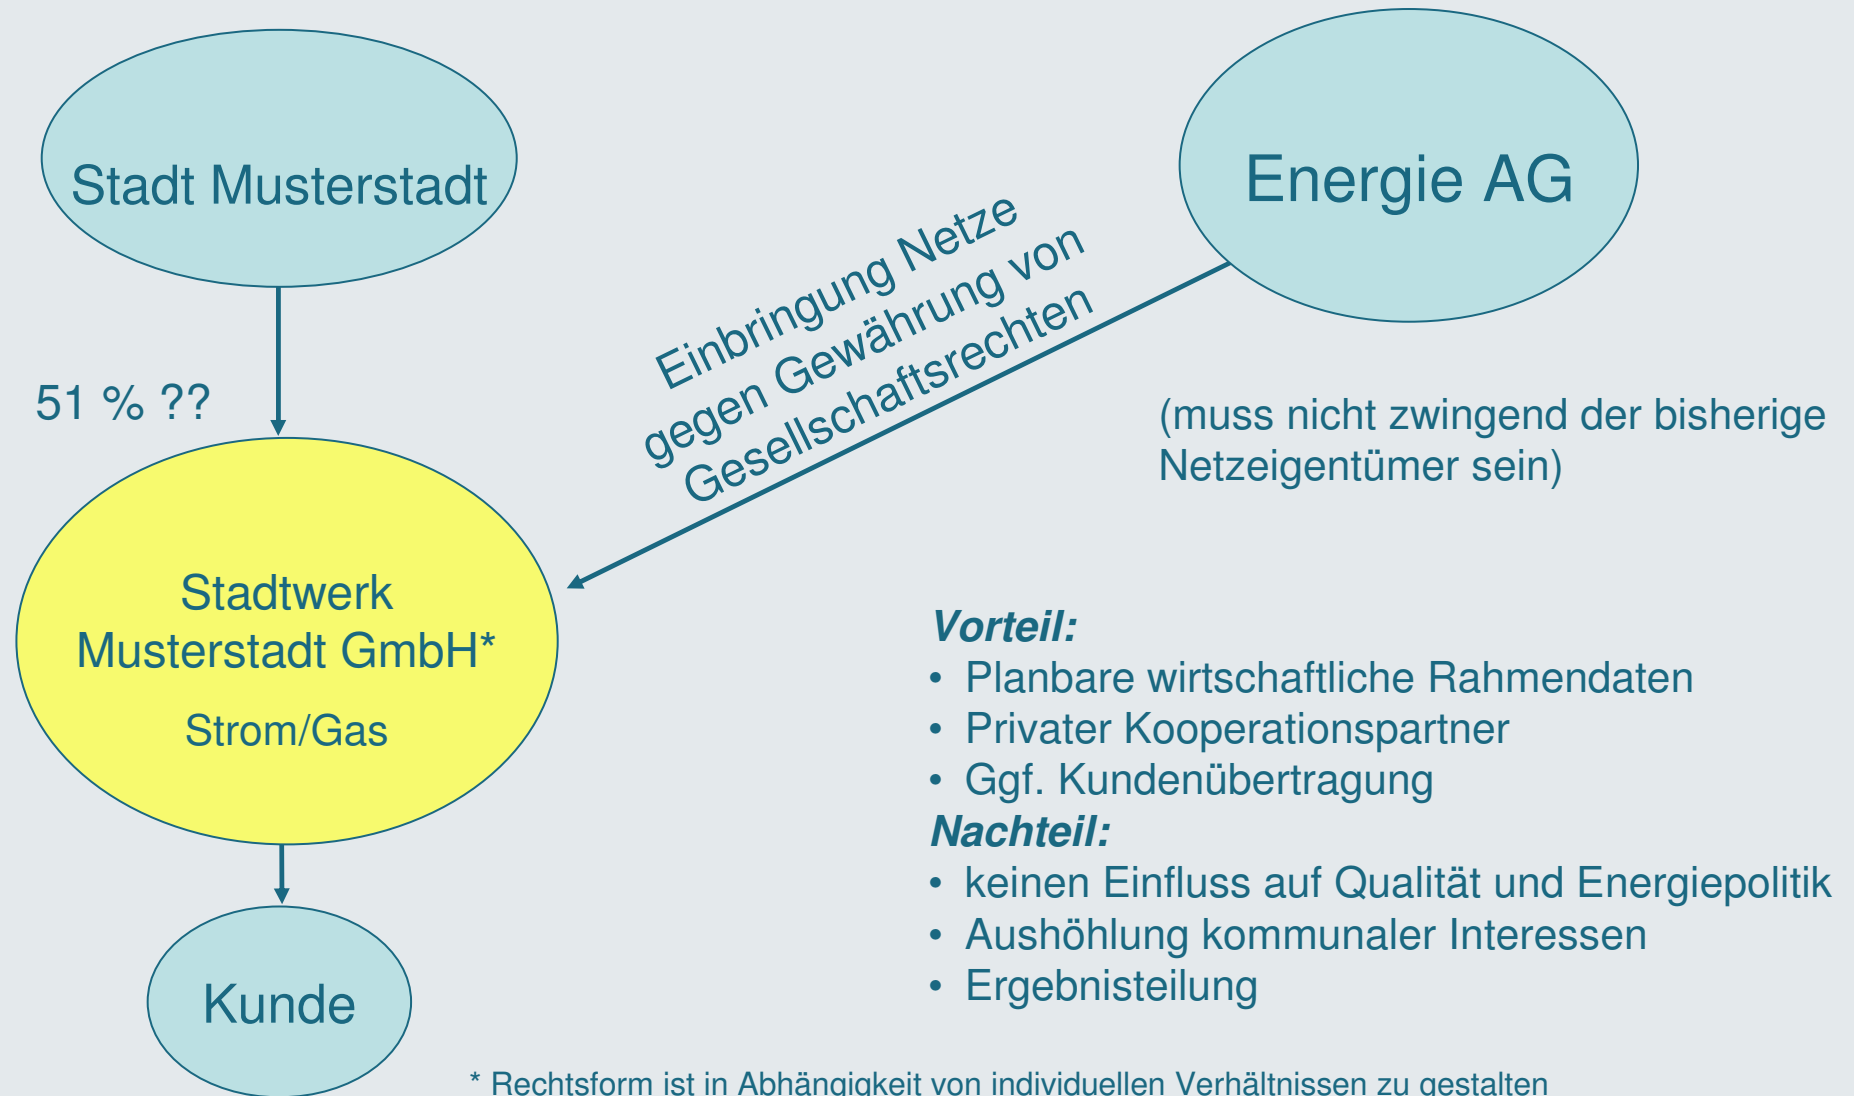 Stadt Musterstadt
Energie AG
Einbringung Netze
gegen Gewährung von
Gesellschaftsrechten
51 % ??
(muss nicht zwingend der bisherige
Netzeigentümer sein)
Stadtwerk
Musterstadt GmbH*
Strom/Gas
Vorteil:
• Planbare wirtschaftliche Rahmendaten
• Privater Kooperationspartner
• Ggf. Kundenübertragung
Nachteil:
• keinen Einfluss auf Qualität und Energiepolitik
• Aushöhlung kommunaler Interessen
• Ergebnisteilung
Kunde
* Rechtsform ist in Abhängigkeit von individuellen Verhältnissen zu gestalten